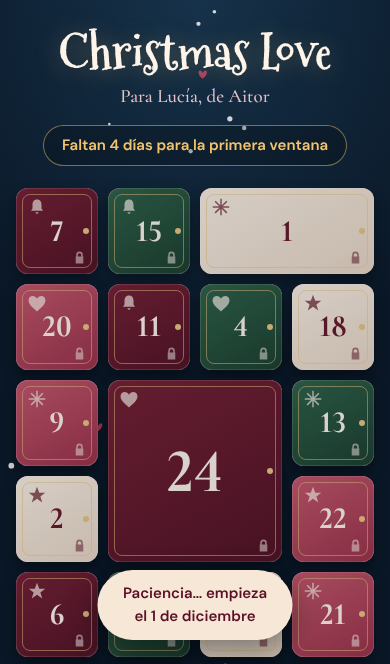 Christmas Love
Para Lucía, de Aitor
Faltan 4 días para la primera ventana
7
15
1
20
11
4
18
9
24
13
2
22
6
Paciencia... empieza
el 1 de diciembre
21